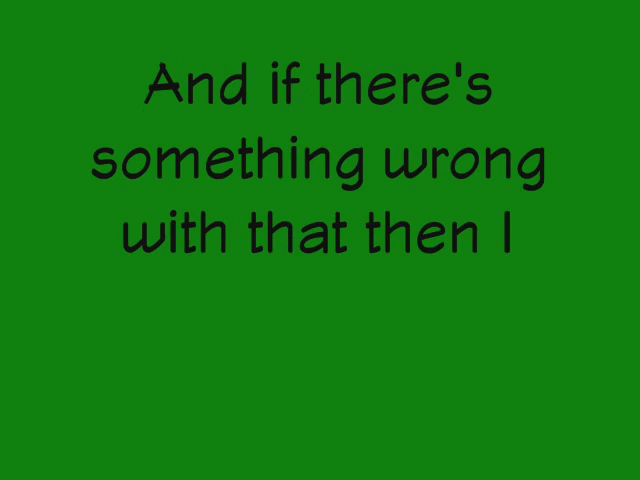 And if there's
something wrong
with that then I